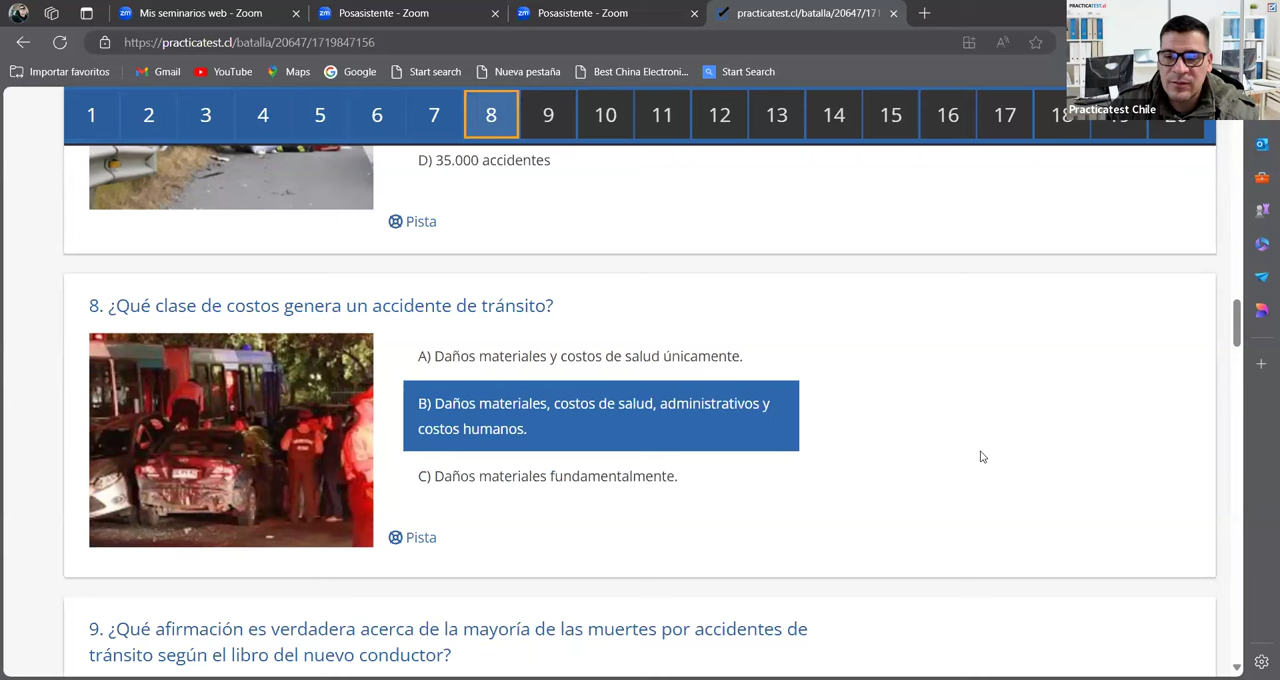 Mis seminarios web - Zoom
Posasistente - Zoom
Posasistente - Zoom
practicatest.cl/batalla/20647/171
https://practicatest.cl/batalla/20647/1719847156
Importar favoritos
Gmail
YouTube
Maps
Google
Start search
Nueva pestaña
Best China Electroni...
Start Search
PRACTICATEST.cl
Practicatest Chile
1 2 3 4 5 6 7 8 9 10 11 12 13 14 15 16 17 18
D) 35.000 accidentes
Pista
8. ¿Qué clase de costos genera un accidente de tránsito?
A) Daños materiales y costos de salud únicamente.
B) Daños materiales, costos de salud, administrativos y
costos humanos.
C) Daños materiales fundamentalmente.
Pista
9. ¿Qué afirmación es verdadera acerca de la mayoría de las muertes por accidentes de
tránsito según el libro del nuevo conductor?